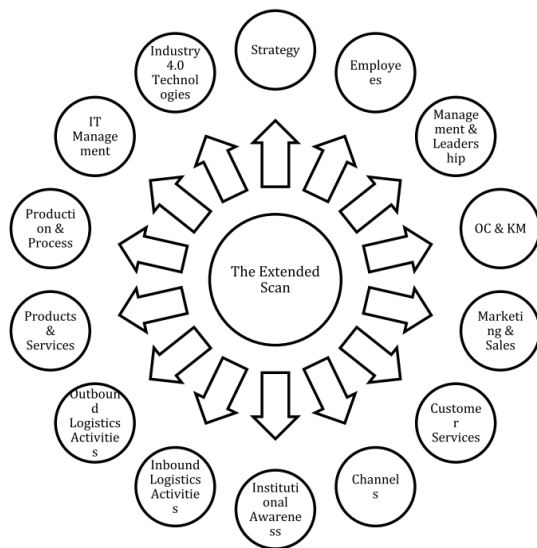 Strategy
Employe
es
Manage
ment &
Leaders
hip
OC & KM
Marketi
ng &
Sales
Custome
r
Services
Channel
s
Instituti
onal
Awarene
ss
Inbound
Logistics
Activitie
s
Outboun
d
Logistics
Activitie
s
Products
&
Services
Producti
on &
Process
IT
Manage
ment
Industry
4.0
Technol
ogies
The Extended
Scan